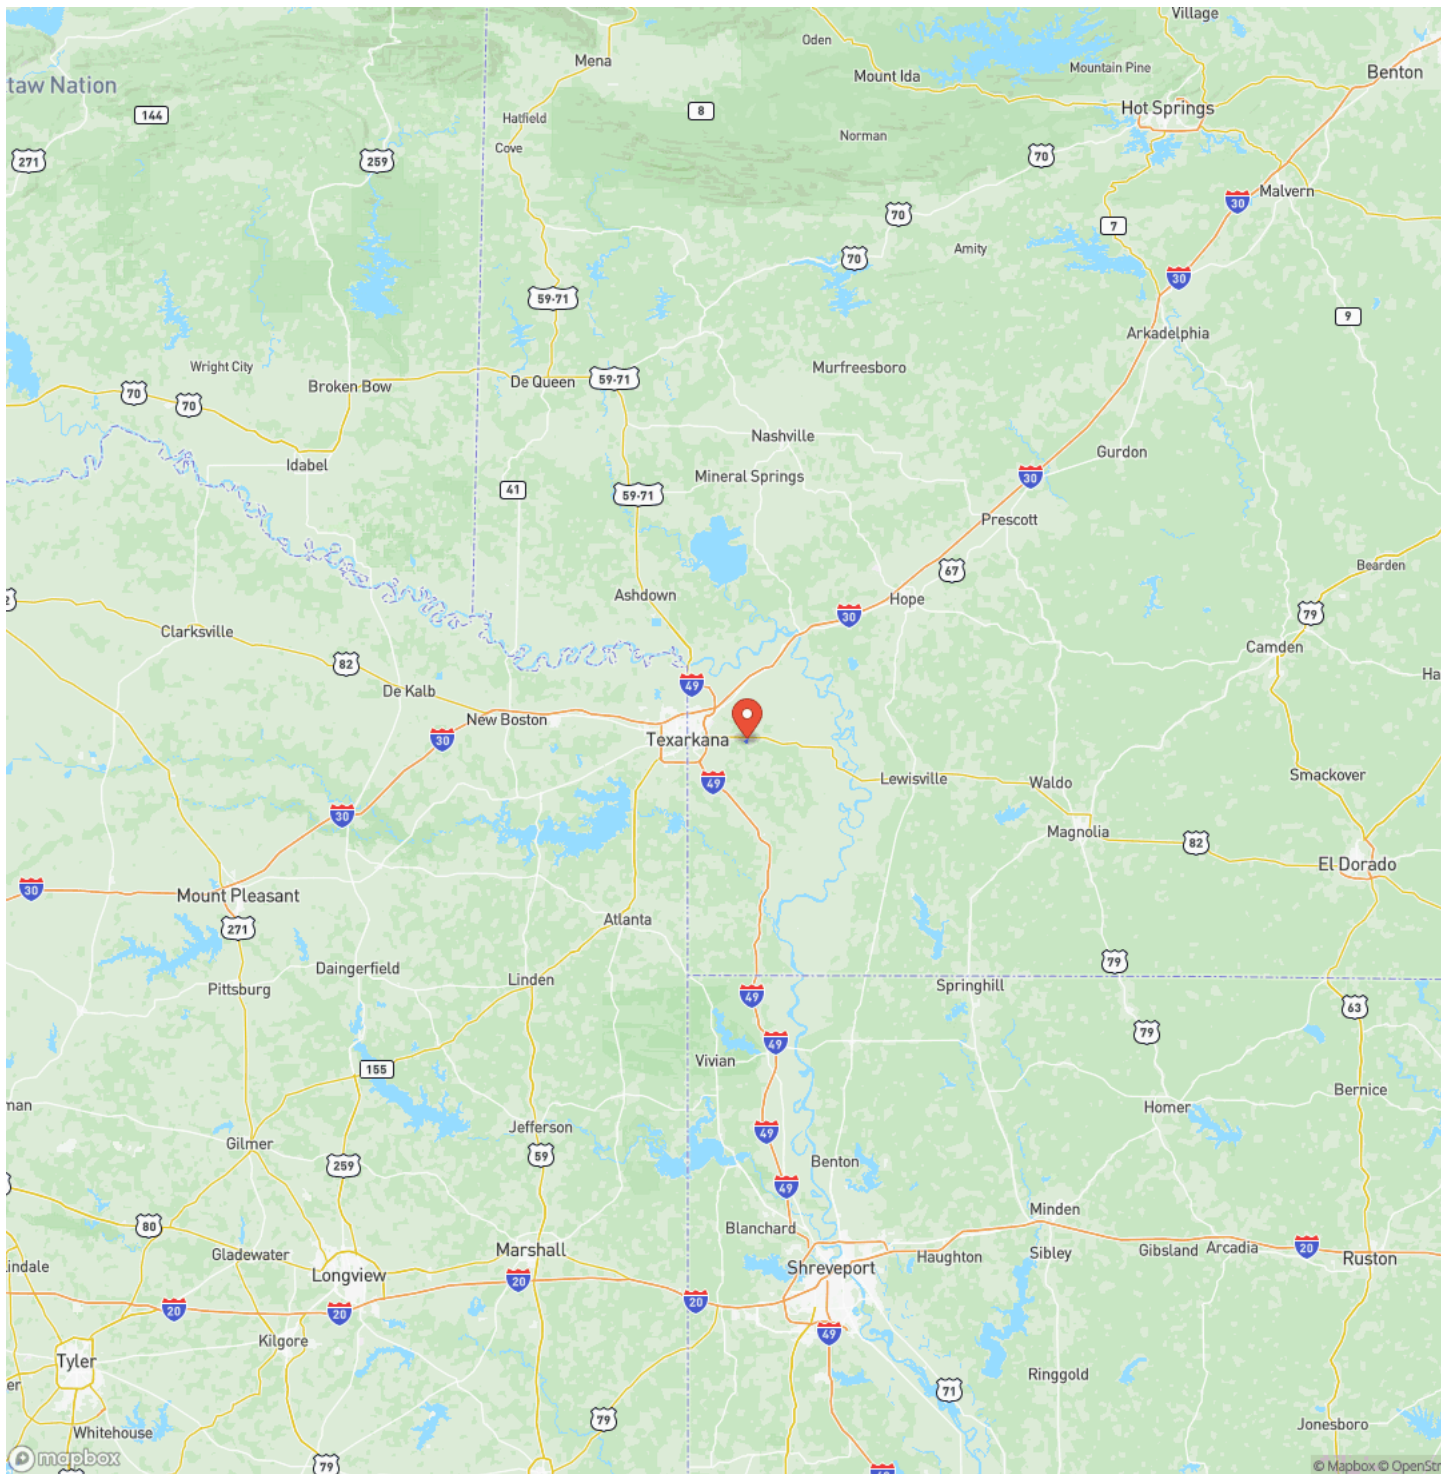 Village
Oden
Mena
Mountain Pine
Benton
Mount Ida
taw Nation
8
Hot Springs
144
Hatfield
Norman
Cove
70
271
259
Malvern
30
70
7
Amity
70
30
59-71
9
Arkadelphia
Wright City
Murfreesboro
Broken Bow
De Queen
59-71
70
70
Nashville
Gurdon
Idabel
Mineral Springs
30
41
59-71
Prescott
67
Bearden
Ashdown
Hope
2
79
30
Clarksville
Camden
82
Ha
49
De Kalb
New Boston
30
Texarkana
Smackover
49
Lewisville
Waldo
30
Magnolia
82
El Dorado
30
Mount Pleasant
Atlanta
271
79
Daingerfield
Linden
Pittsburg
Springhill
49
63
79
49
Vivian
155
Bernice
man
Homer
Jefferson
49
Gilmer
59
Benton
259
49
Minden
80
Blanchard
Marshall
Gladewater
Haughton
Sibley
Gibsland
Arcadia
20
Ruston
lindale
Longview
Shreveport
20
20
20
20
Kilgore
49
Tyler
Ringgold
er
71
79
Jonesboro
Whitehouse
mapbox
79
© Mapbox © OpenStr